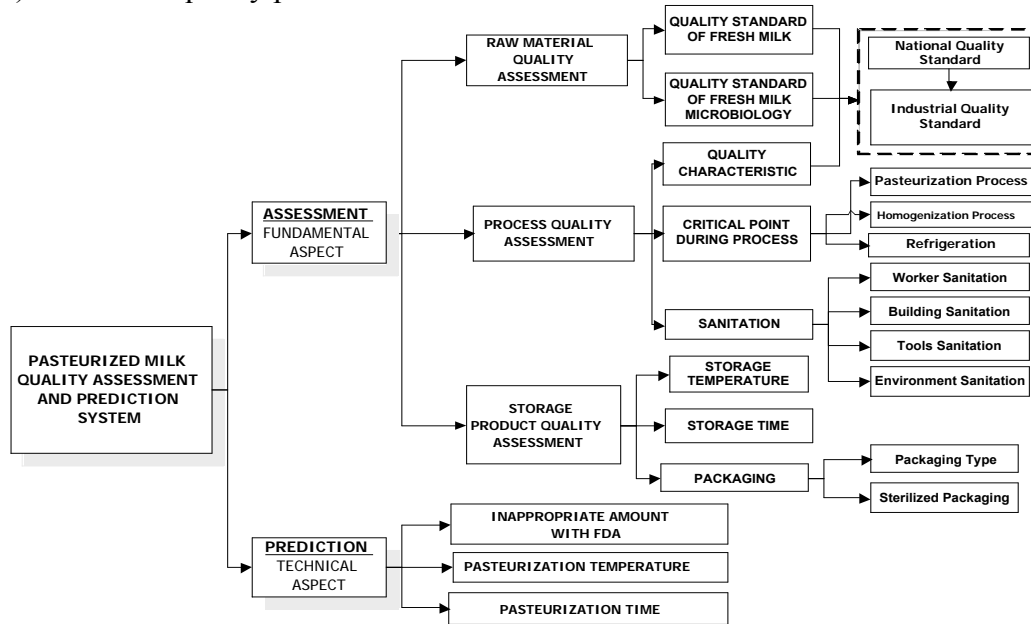 QUALITY STANDARD
OF FRESH MILK
RAW MATERIAL
QUALITY
ASSESSMENT
National Quality
Standard
QUALITY STANDARD
OF FRESH MILK
MICROBIOLOGY
Industrial Quality
Standard
QUALITY
CHARACTERISTIC
Pasteurization Process
ASSESSMENT
FUNDAMENTAL
ASPECT
PROCESS QUALITY
ASSESSMENT
CRITICAL POINT
DURING PROCESS
Homogenization Process
Refrigeration
Worker Sanitation
Building Sanitation
SANITATION
Tools Sanitation
Environment Sanitation
PASTEURIZED MILK
QUALITY ASSESSMENT
AND PREDICTION
SYSTEM
STORAGE
TEMPERATURE
STORAGE
PRODUCT QUALITY
ASSESSMENT
STORAGE TIME
PACKAGING
Packaging Type
Sterilized Packaging
INAPPROPRIATE AMOUNT
WITH FDA
PREDICTION
TECHNICAL
ASPECT
PASTEURIZATION TEMPERATURE
PASTEURIZATION TIME